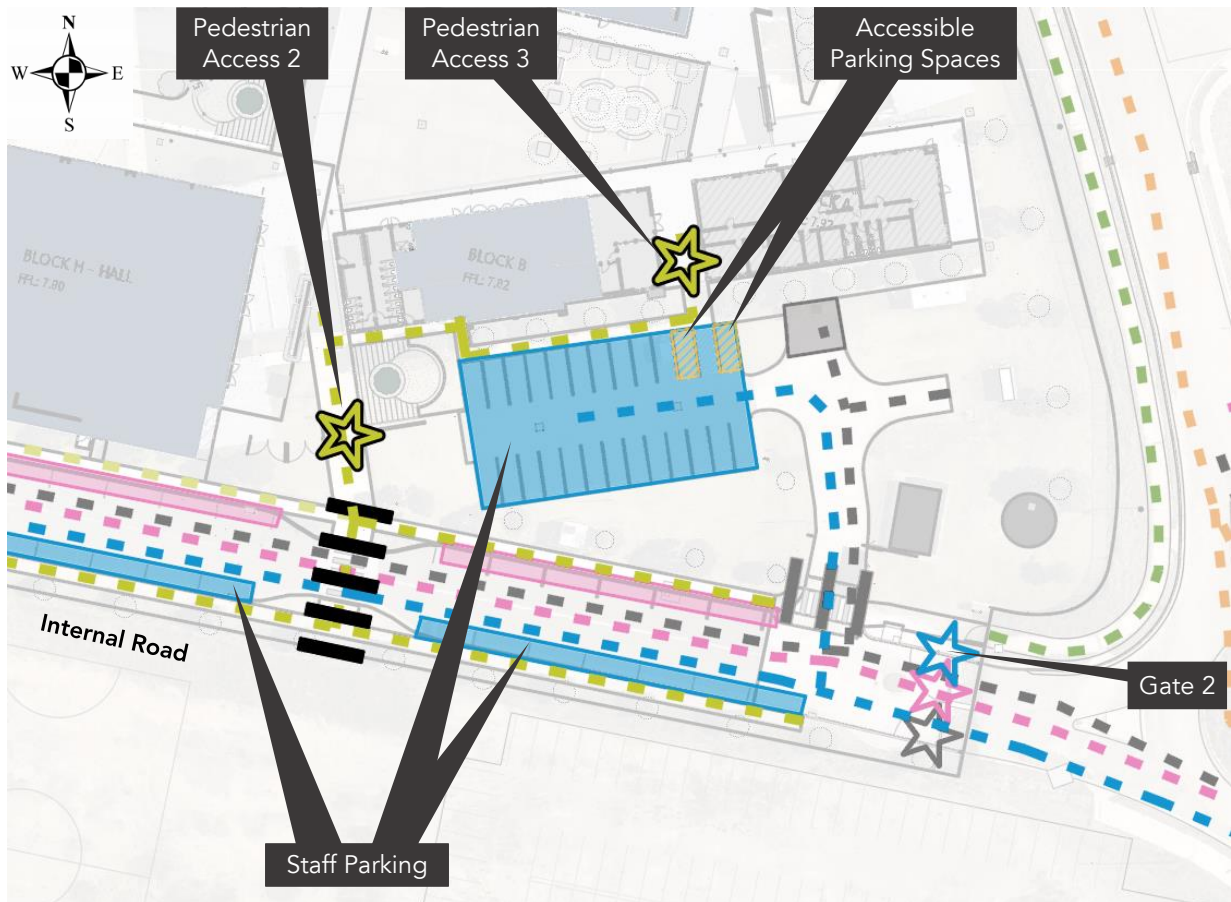 N
W E
S
Pedestrian
Access 2
Pedestrian
Access 3
Accessible
Parking Spaces
BLOCK H - HALL
FFL: 7.80
BLOCK B
FFL: 7.82
Internal Road
Gate 2
Staff Parking